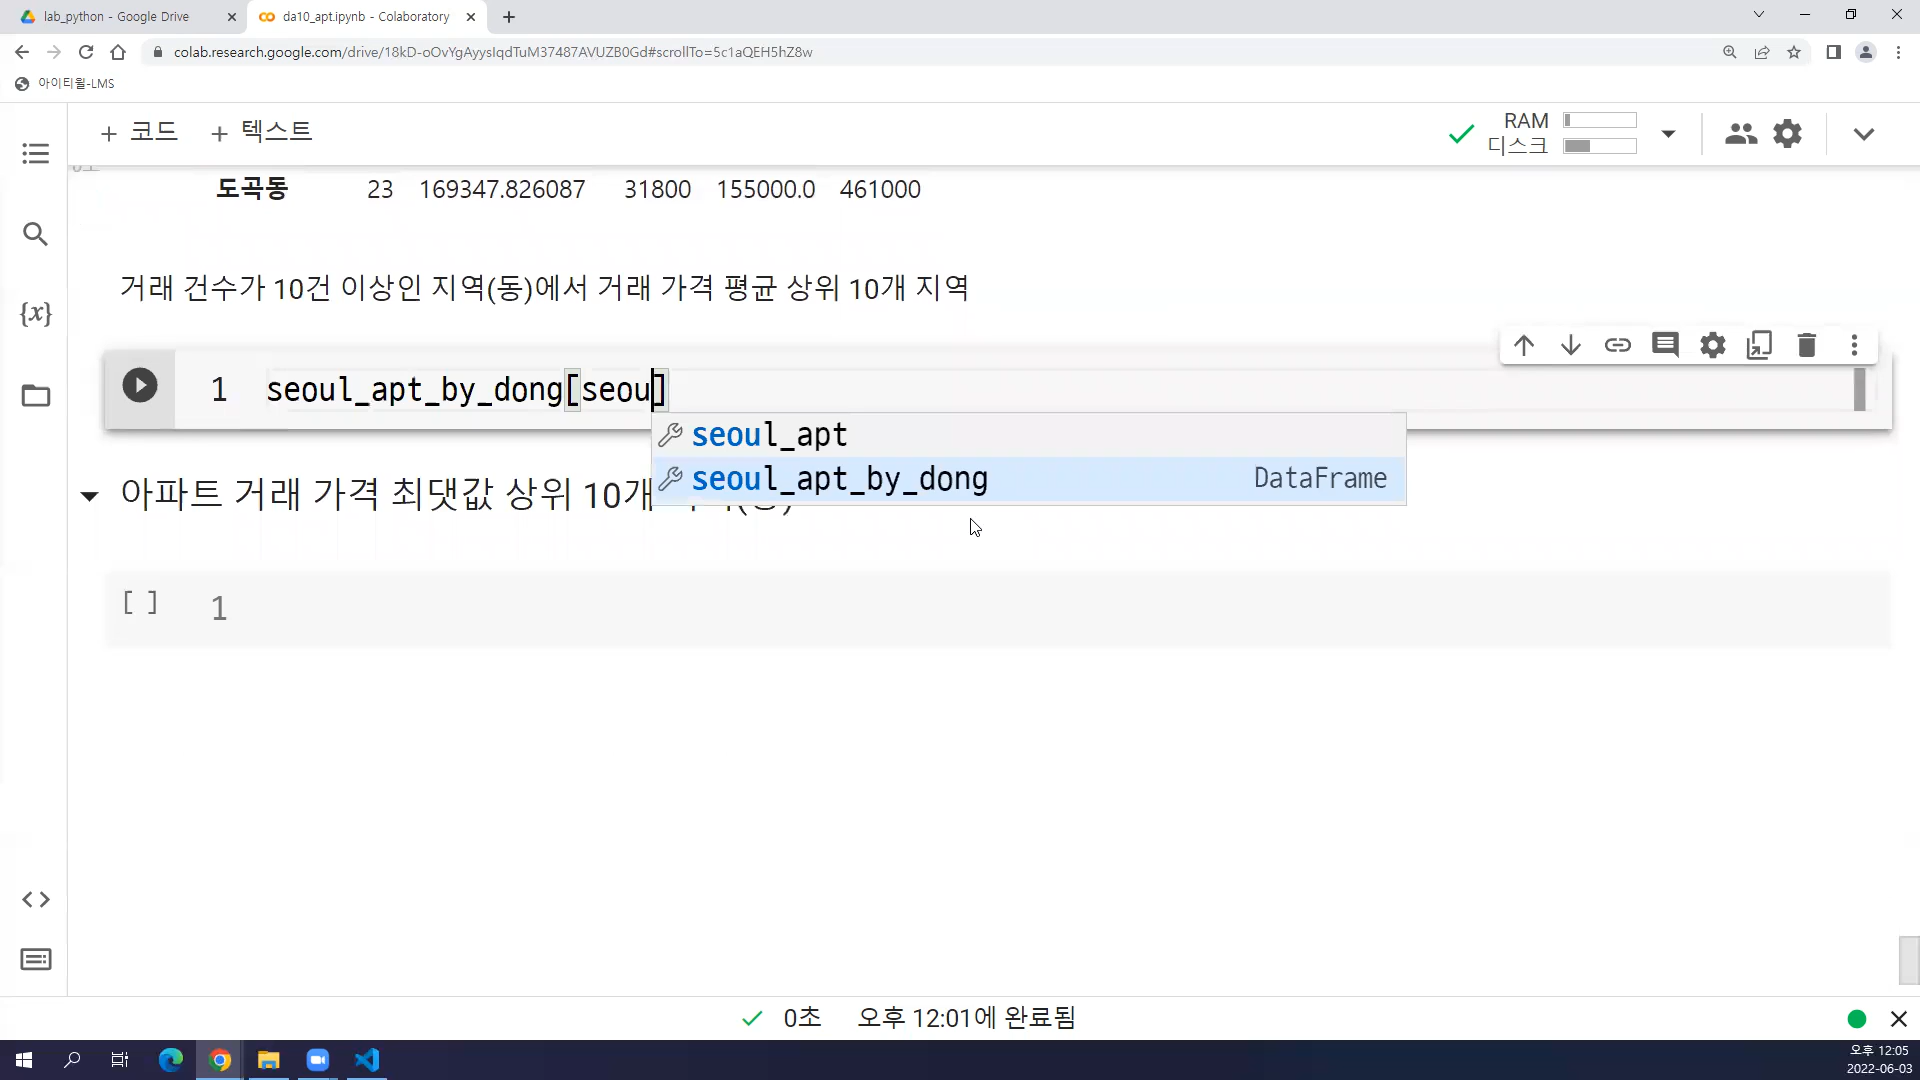 lab_python - Google Drive
da10_apt.ipynb - Colaboratory
colab.research.google.com/drive/18kD-oOvYgAyysIqdTuM37487AVUZB0Gd#scrollTo=5c1aQEH5hZ8w
아이티윌-LMS
+ 코드 + 텍스트
RAM
디스크
도곡동 23 169347.826087 31800 155000.0 461000
거래 건수가 10건 이상인 지역(동)에서 거래 가격 평균 상위 10개 지역
{x}
1 seoul_apt_by_dong[seou]
seoul_apt
seoul_apt_by_dong DataFrame
아파트 거래 가격 최댓값 상위 10개
[ ] 1
0초 오후 12:01에 완료됨
오후 12:05
2022-06-03